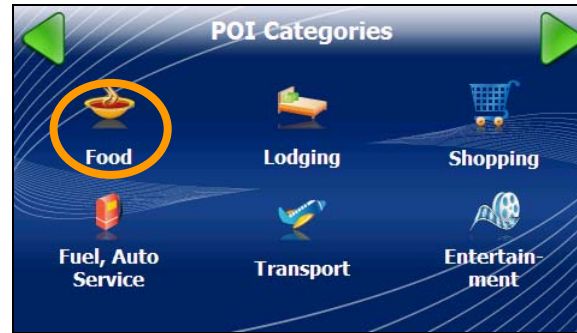 POI Categories
Food
Lodging
Shopping
Fuel, Auto
Service
Transport
Entertain-
ment